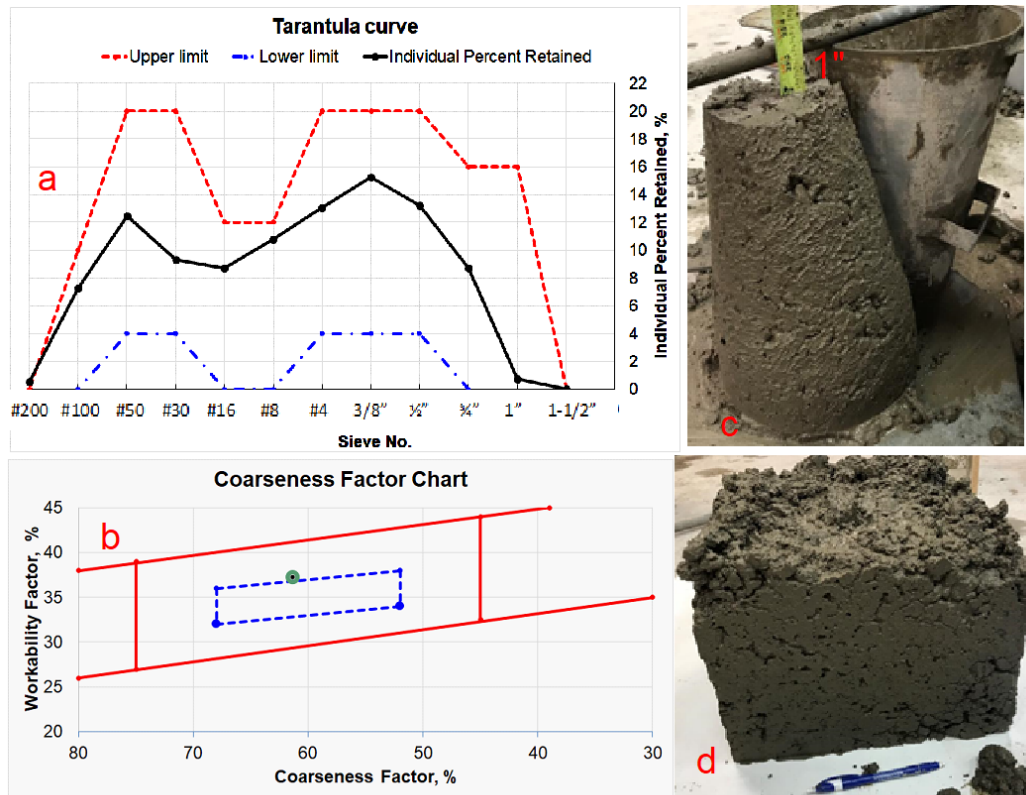 Tarantula curve
Upper limit Lower limit Individual Percent Retained
22
20
18
16
14
12
10
8
6
4
2
0
Individual Percent Retained, %
#200 #100 #50 #30 #16 #8 #4 3/8” ½” ¾” 1” 1-1/2”
Sieve No.
a
1"
c
Coarseness Factor Chart
b
45
40
35
30
25
20
Workability Factor, %
80 70 60 50 40 30
Coarseness Factor, %
d